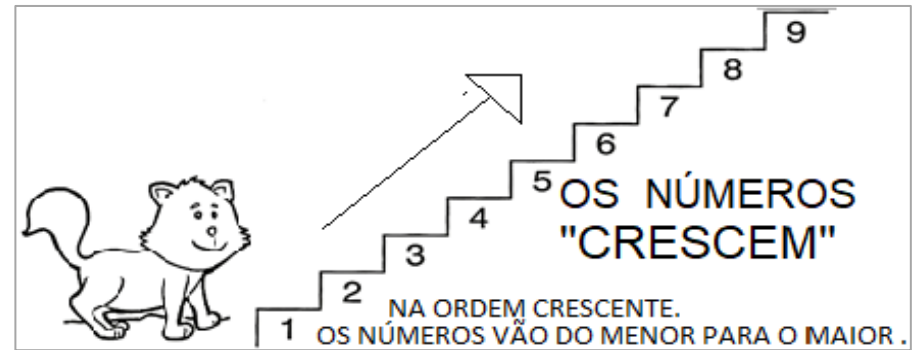 9
8
7
6
5
4
3
2
1
OS NÚMEROS
"CRESCEM"
NA ORDEM CRESCENTE.
OS NÚMEROS VÃO DO MENOR PARA O MAIOR .